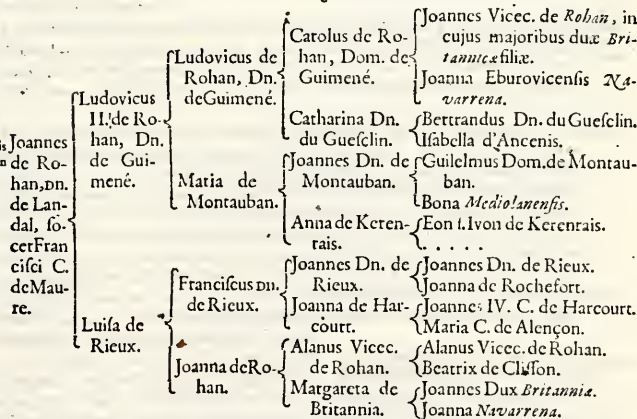 Joannes
de Ro-
han, Dn.
de Lan-
dal, ſo-
cer Fran
ciſci C.
de Mau-
re.
Ludovicus
II. de Ro-
han, Dn.
de Gui-
mené.
Luiſa de
Rieux.
Ludovicus de
Rohan, Dn.
de Guimené.
Maria de
Montauban.
Franciſcus Dn.
de Rieux.
Joanna de Ro-
han.
Carolus de Ro-
han, Dom. de
Guimené.
Catharina Dn.
du Gueſclin.
Joannes Dn. de
Montauban.
Anna de Keren-
rais.
Joannes Dn. de
Rieux.
Joanna de Har-
court.
Alanus Vicec.
de Rohan.
Margareta de
Britannia.
Joannes Vicec. de Rohan, in
cujus majoribus duæ Bri-
tannicæ filiæ.
Joanna Eburovicenſis Na-
varrena.
Bertrandus Dn. du Gueſclin.
Iſabella d'Ancenis.
Guilelmus Dom. de Montau-
ban.
Bona Mediolanenſis.
Eon ſ. Ivon de Kerenrais.
. . . . .
Joannes Dn. de Rieux.
Joanna de Rochefort.
Joannes IV. C. de Harcourt.
Maria C. de Alençon.
Alanus Vicec. de Rohan.
Beatrix de Cliſſon.
Joannes Dux Britanniæ.
Joanna Navarrena.